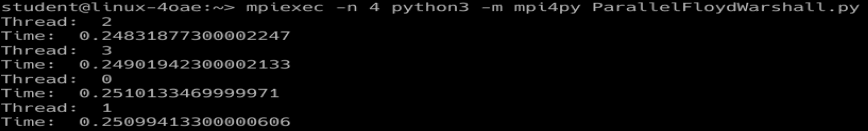 student@linux-4oae:~> mpiexec -n 4 python3 -m mpi4py ParallelFloydWarshall.py
Thread:  2
Time:  0.24831877300002247
Thread:  3
Time:  0.24901942300002133
Thread:  0
Time:  0.2510133469999971
Thread:  1
Time:  0.25099413300000606